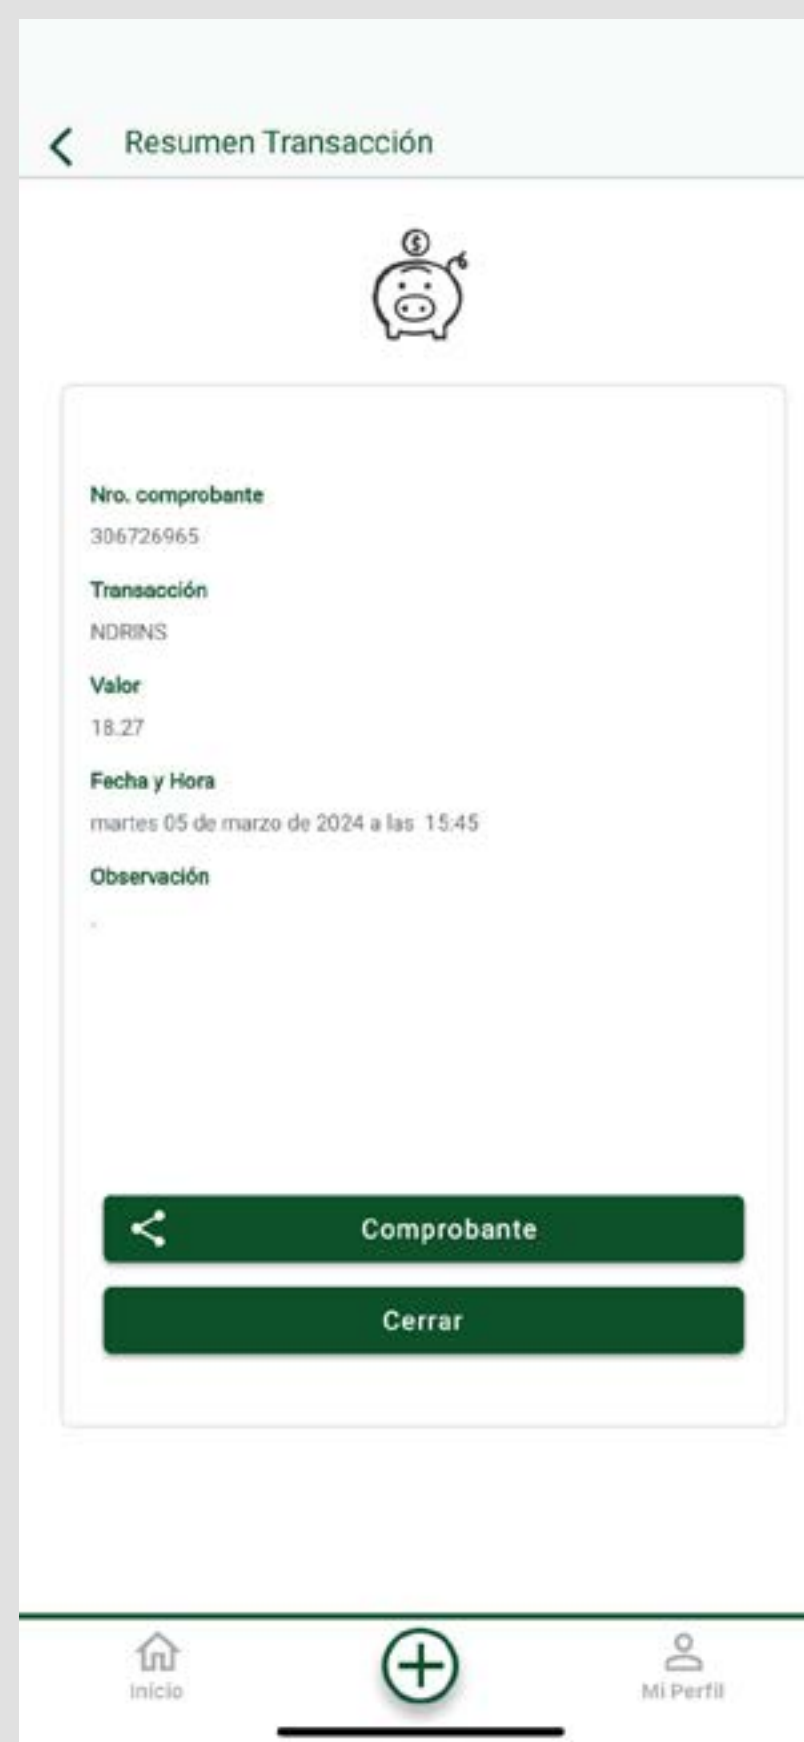 Resumen Transacción
Nro. comprobante
306726965
Transacción
NDRINS
Valor
18.27
Fecha y Hora
martes 05 de marzo de 2024 a las 15:45
Observación
.
Comprobante
Cerrar
Inicio
Mi Perfil